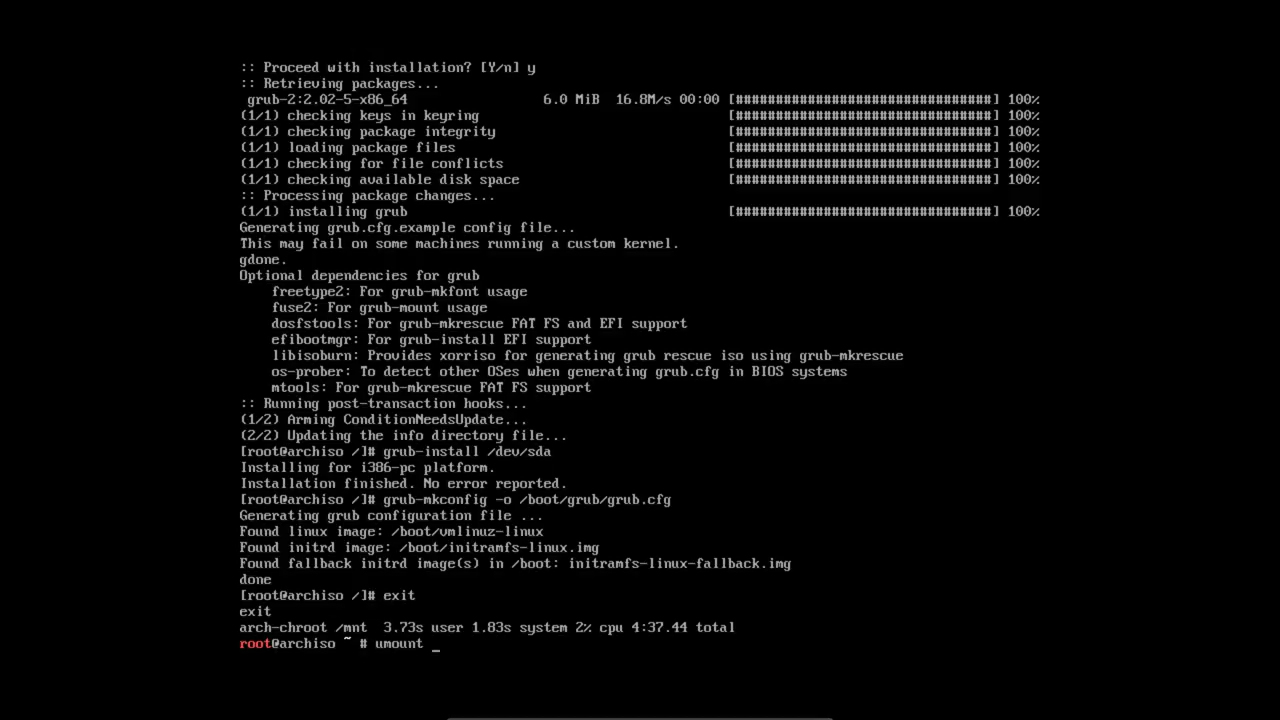 :: Proceed with installation? [Y/n] y
:: Retrieving packages...
grub-2:2.02-5-x86_64 6.0 MiB 16.8M/s 00:00 [################################] 100%
(1/1) checking keys in keyring [################################] 100%
(1/1) checking package integrity [################################] 100%
(1/1) loading package files [################################] 100%
(1/1) checking for file conflicts [################################] 100%
(1/1) checking available disk space [################################] 100%
:: Processing package changes...
(1/1) installing grub [################################] 100%
Generating grub.cfg.example config file...
This may fail on some machines running a custom kernel.
gdone.
Optional dependencies for grub
    freetype2: For grub-mkfont usage
    fuse2: For grub-mount usage
    dosfstools: For grub-mkrescue FAT FS and EFI support
    efibootmgr: For grub-install EFI support
    libisoburn: Provides xorriso for generating grub rescue iso using grub-mkrescue
    os-prober: To detect other OSes when generating grub.cfg in BIOS systems
    mtools: For grub-mkrescue FAT FS support
:: Running post-transaction hooks...
(1/2) Arming ConditionNeedsUpdate...
(2/2) Updating the info directory file...
[root@archiso /]# grub-install /dev/sda
Installing for i386-pc platform.
Installation finished. No error reported.
[root@archiso /]# grub-mkconfig -o /boot/grub/grub.cfg
Generating grub configuration file ...
Found linux image: /boot/vmlinuz-linux
Found initrd image: /boot/initramfs-linux.img
Found fallback initrd image(s) in /boot: initramfs-linux-fallback.img
done
[root@archiso /]# exit
exit
arch-chroot /mnt  3.73s user 1.83s system 2% cpu 4:37.44 total
root@archiso ~ # umount _